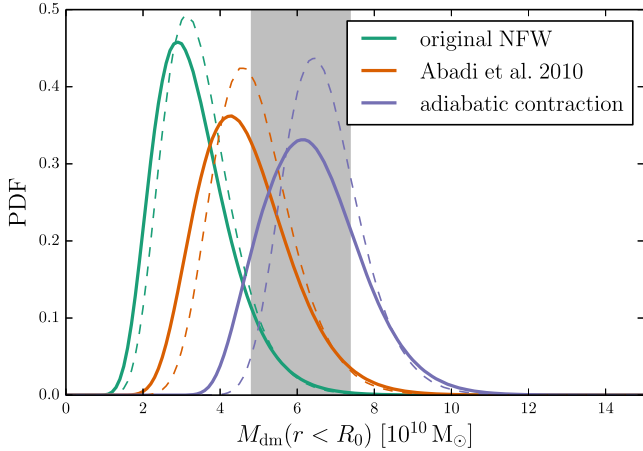 0.5
0.4
0.3
0.2
0.1
0.0
PDF
original NFW
Abadi et al. 2010
adiabatic contraction
0 2 4 6 8 10 12 14
M_dm(r < R_0) [10^10 M_⊙]